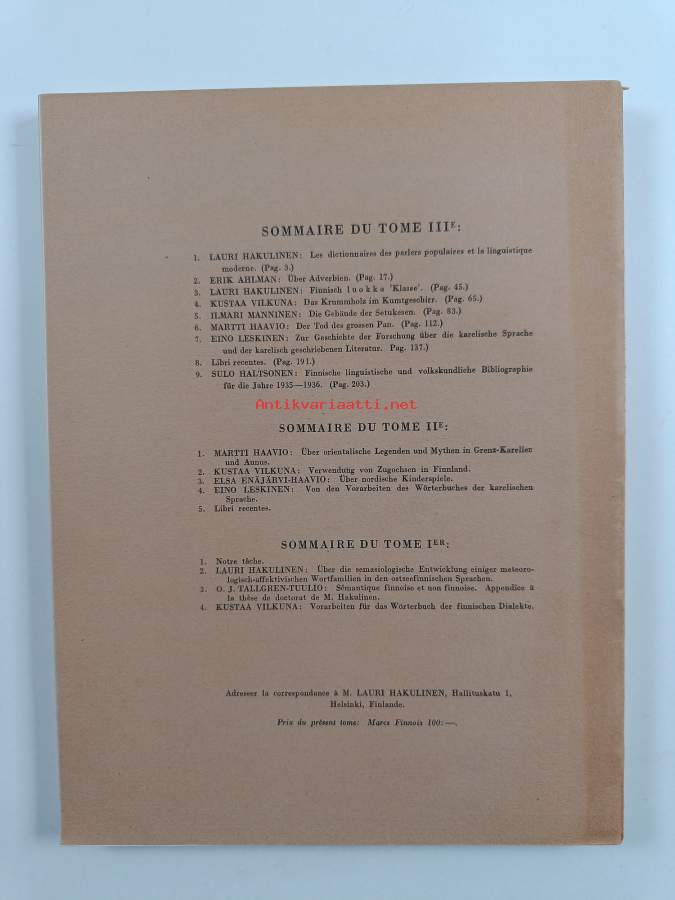 SOMMAIRE DU TOME IIIE:
1. LAURI HAKULINEN: Les dictionnaires des parlers populaires et la linguistique
moderne. (Pag. 3.)
2. ERIK AHLMAN: Über Adverbien. (Pag. 17.)
3. LAURI HAKULINEN: Finnisch luokka 'Klasse'. (Pag. 45.)
4. KUSTAA VILKUNA: Das Krummholz im Kumtgeschirr. (Pag. 65.)
5. ILMARI MANNINEN: Die Gebäude der Setukesen. (Pag. 83.)
6. MARTTI HAAVIO: Der Tod des grossen Pan. (Pag. 112.)
7. EINO LESKINEN: Zur Geschichte der Forschung über die karelische Sprache
und der karelisch geschriebenen Literatur. Pag. 137.)
8. Libri recentes. (Pag. 191.)
9. SULO HALTSONEN: Finnische linguistische und volkskundliche Bibliographie
für die Jahre 1935—1936. (Pag. 203.)
Antikvariaatti.net
SOMMAIRE DU TOME IIE:
1. MARTTI HAAVIO: Über orientalische Legenden und Mythen in Grenz-Karelien
und Aunus.
2. KUSTAA VILKUNA: Verwendung von Zugochsen in Finnland.
3. ELSA ENÄJÄRVI-HAAVIO: Über nordische Kinderspiele.
4. EINO LESKINEN: Von den Vorarbeiten des Wörterbuches der karelischen
Sprache.
5. Libri recentes.
SOMMAIRE DU TOME IER:
1. Notre tâche.
2. LAURI HAKULINEN: Über die semasiologische Entwicklung einiger meteoro-
logisch-affektivischen Wortfamilien in den ostseefinnischen Sprachen.
3. O. J. TALLGREN-TUULIO: Sémantique finnoise et non finnoise. Appendice à
la thèse de doctorat de M. Hakulinen.
4. KUSTAA VILKUNA: Vorarbeiten für das Wörterbuch der finnischen Dialekte.
Adresser la correspondance à M. LAURI HAKULINEN, Hallituskatu 1,
Helsinki, Finlande.
Prix du présent tome: Marcs Finnois 100:—.